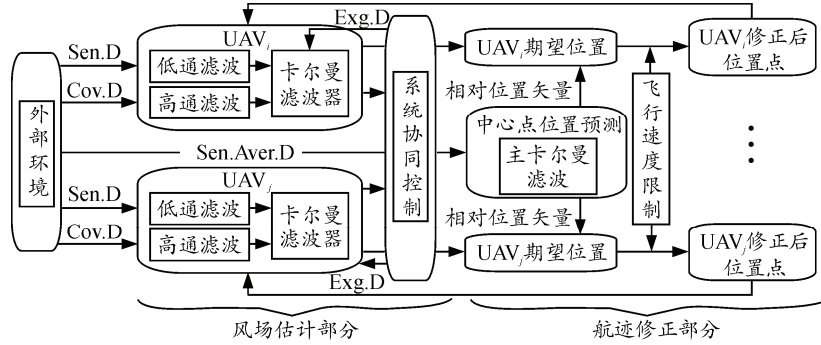 Exg.D
Sen.D
Cov.D
UAVi
低通滤波
高通滤波
卡尔曼
滤波器
外部环境
Sen.Aver.D
系统协同控制
UAVi期望位置
相对位置矢量
中心点位置预测
主卡尔曼
滤波
相对位置矢量
UAVj期望位置
飞行速度限制
UAVi修正后
位置点
Sen.D
Cov.D
UAVj
低通滤波
高通滤波
卡尔曼
滤波器
Exg.D
UAVj修正后
位置点
风场估计部分
航迹修正部分